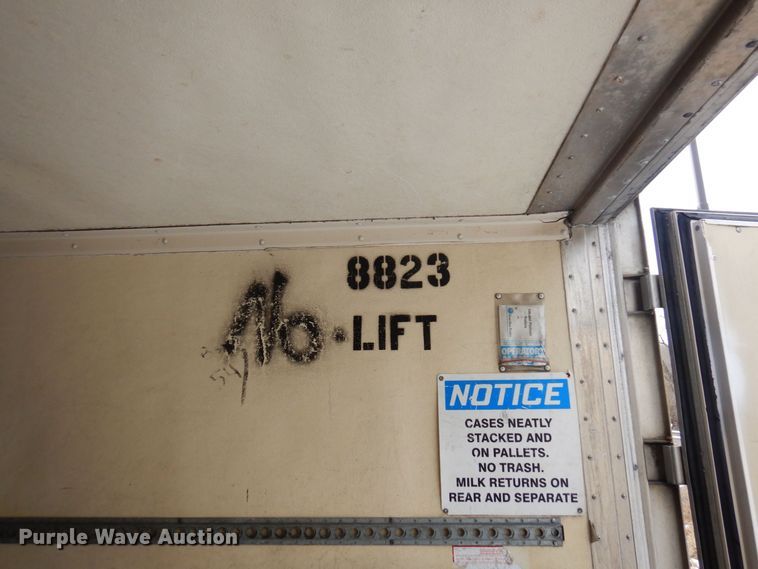 8823
No-LIFT
OPERATOR
NOTICE
CASES NEATLY
STACKED AND
ON PALLETS.
NO TRASH.
MILK RETURNS ON
REAR AND SEPARATE
Purple Wave Auction